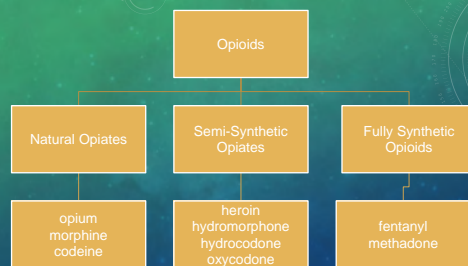 Opioids
Natural Opiates
Semi-Synthetic
Opiates
Fully Synthetic
Opioids
opium
morphine
codeine
heroin
hydromorphone
hydrocodone
oxycodone
fentanyl
methadone